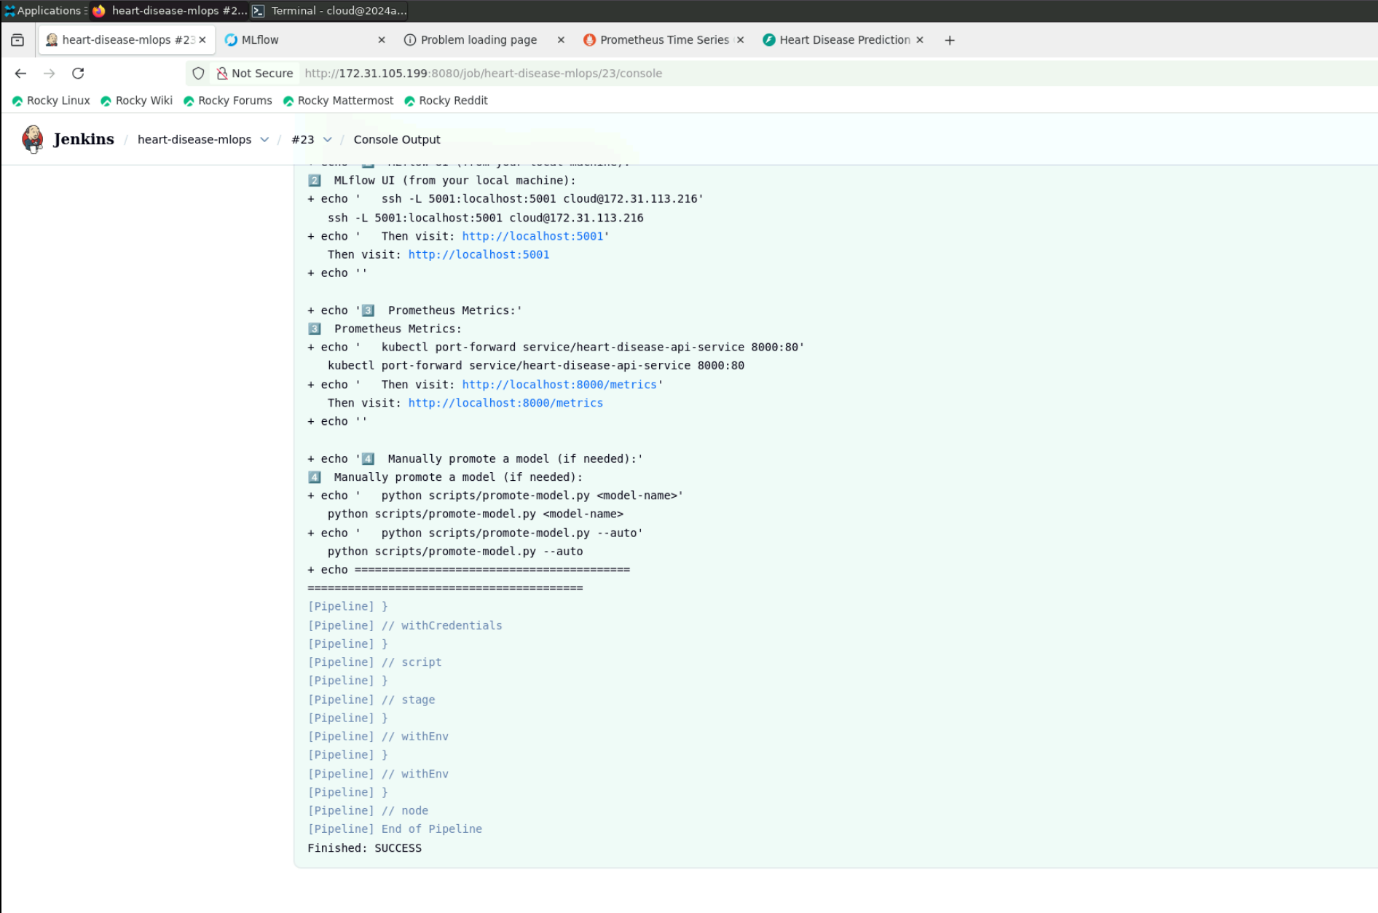 Applications
heart-disease-mlops #2...
Terminal - cloud@2024a...
heart-disease-mlops #23
MLflow
Problem loading page
Prometheus Time Series
Heart Disease Prediction
Not Secure
http://172.31.105.199:8080/job/heart-disease-mlops/23/console
Rocky Linux
Rocky Wiki
Rocky Forums
Rocky Mattermost
Rocky Reddit
Jenkins / heart-disease-mlops / #23 / Console Output
2 MLflow UI (from your local machine):
+ echo '   ssh -L 5001:localhost:5001 cloud@172.31.113.216'
   ssh -L 5001:localhost:5001 cloud@172.31.113.216
+ echo '   Then visit: http://localhost:5001'
   Then visit: http://localhost:5001
+ echo ''
+ echo '3️⃣  Prometheus Metrics:'
3️⃣  Prometheus Metrics:
+ echo '   kubectl port-forward service/heart-disease-api-service 8000:80'
   kubectl port-forward service/heart-disease-api-service 8000:80
+ echo '   Then visit: http://localhost:8000/metrics'
   Then visit: http://localhost:8000/metrics
+ echo ''
+ echo '4️⃣  Manually promote a model (if needed):'
4️⃣  Manually promote a model (if needed):
+ echo '   python scripts/promote-model.py <model-name>'
   python scripts/promote-model.py <model-name>
+ echo '   python scripts/promote-model.py --auto'
   python scripts/promote-model.py --auto
+ echo =========================================
=========================================
[Pipeline] }
[Pipeline] // withCredentials
[Pipeline] }
[Pipeline] // script
[Pipeline] }
[Pipeline] // stage
[Pipeline] }
[Pipeline] // withEnv
[Pipeline] }
[Pipeline] // withEnv
[Pipeline] }
[Pipeline] // node
[Pipeline] End of Pipeline
Finished: SUCCESS